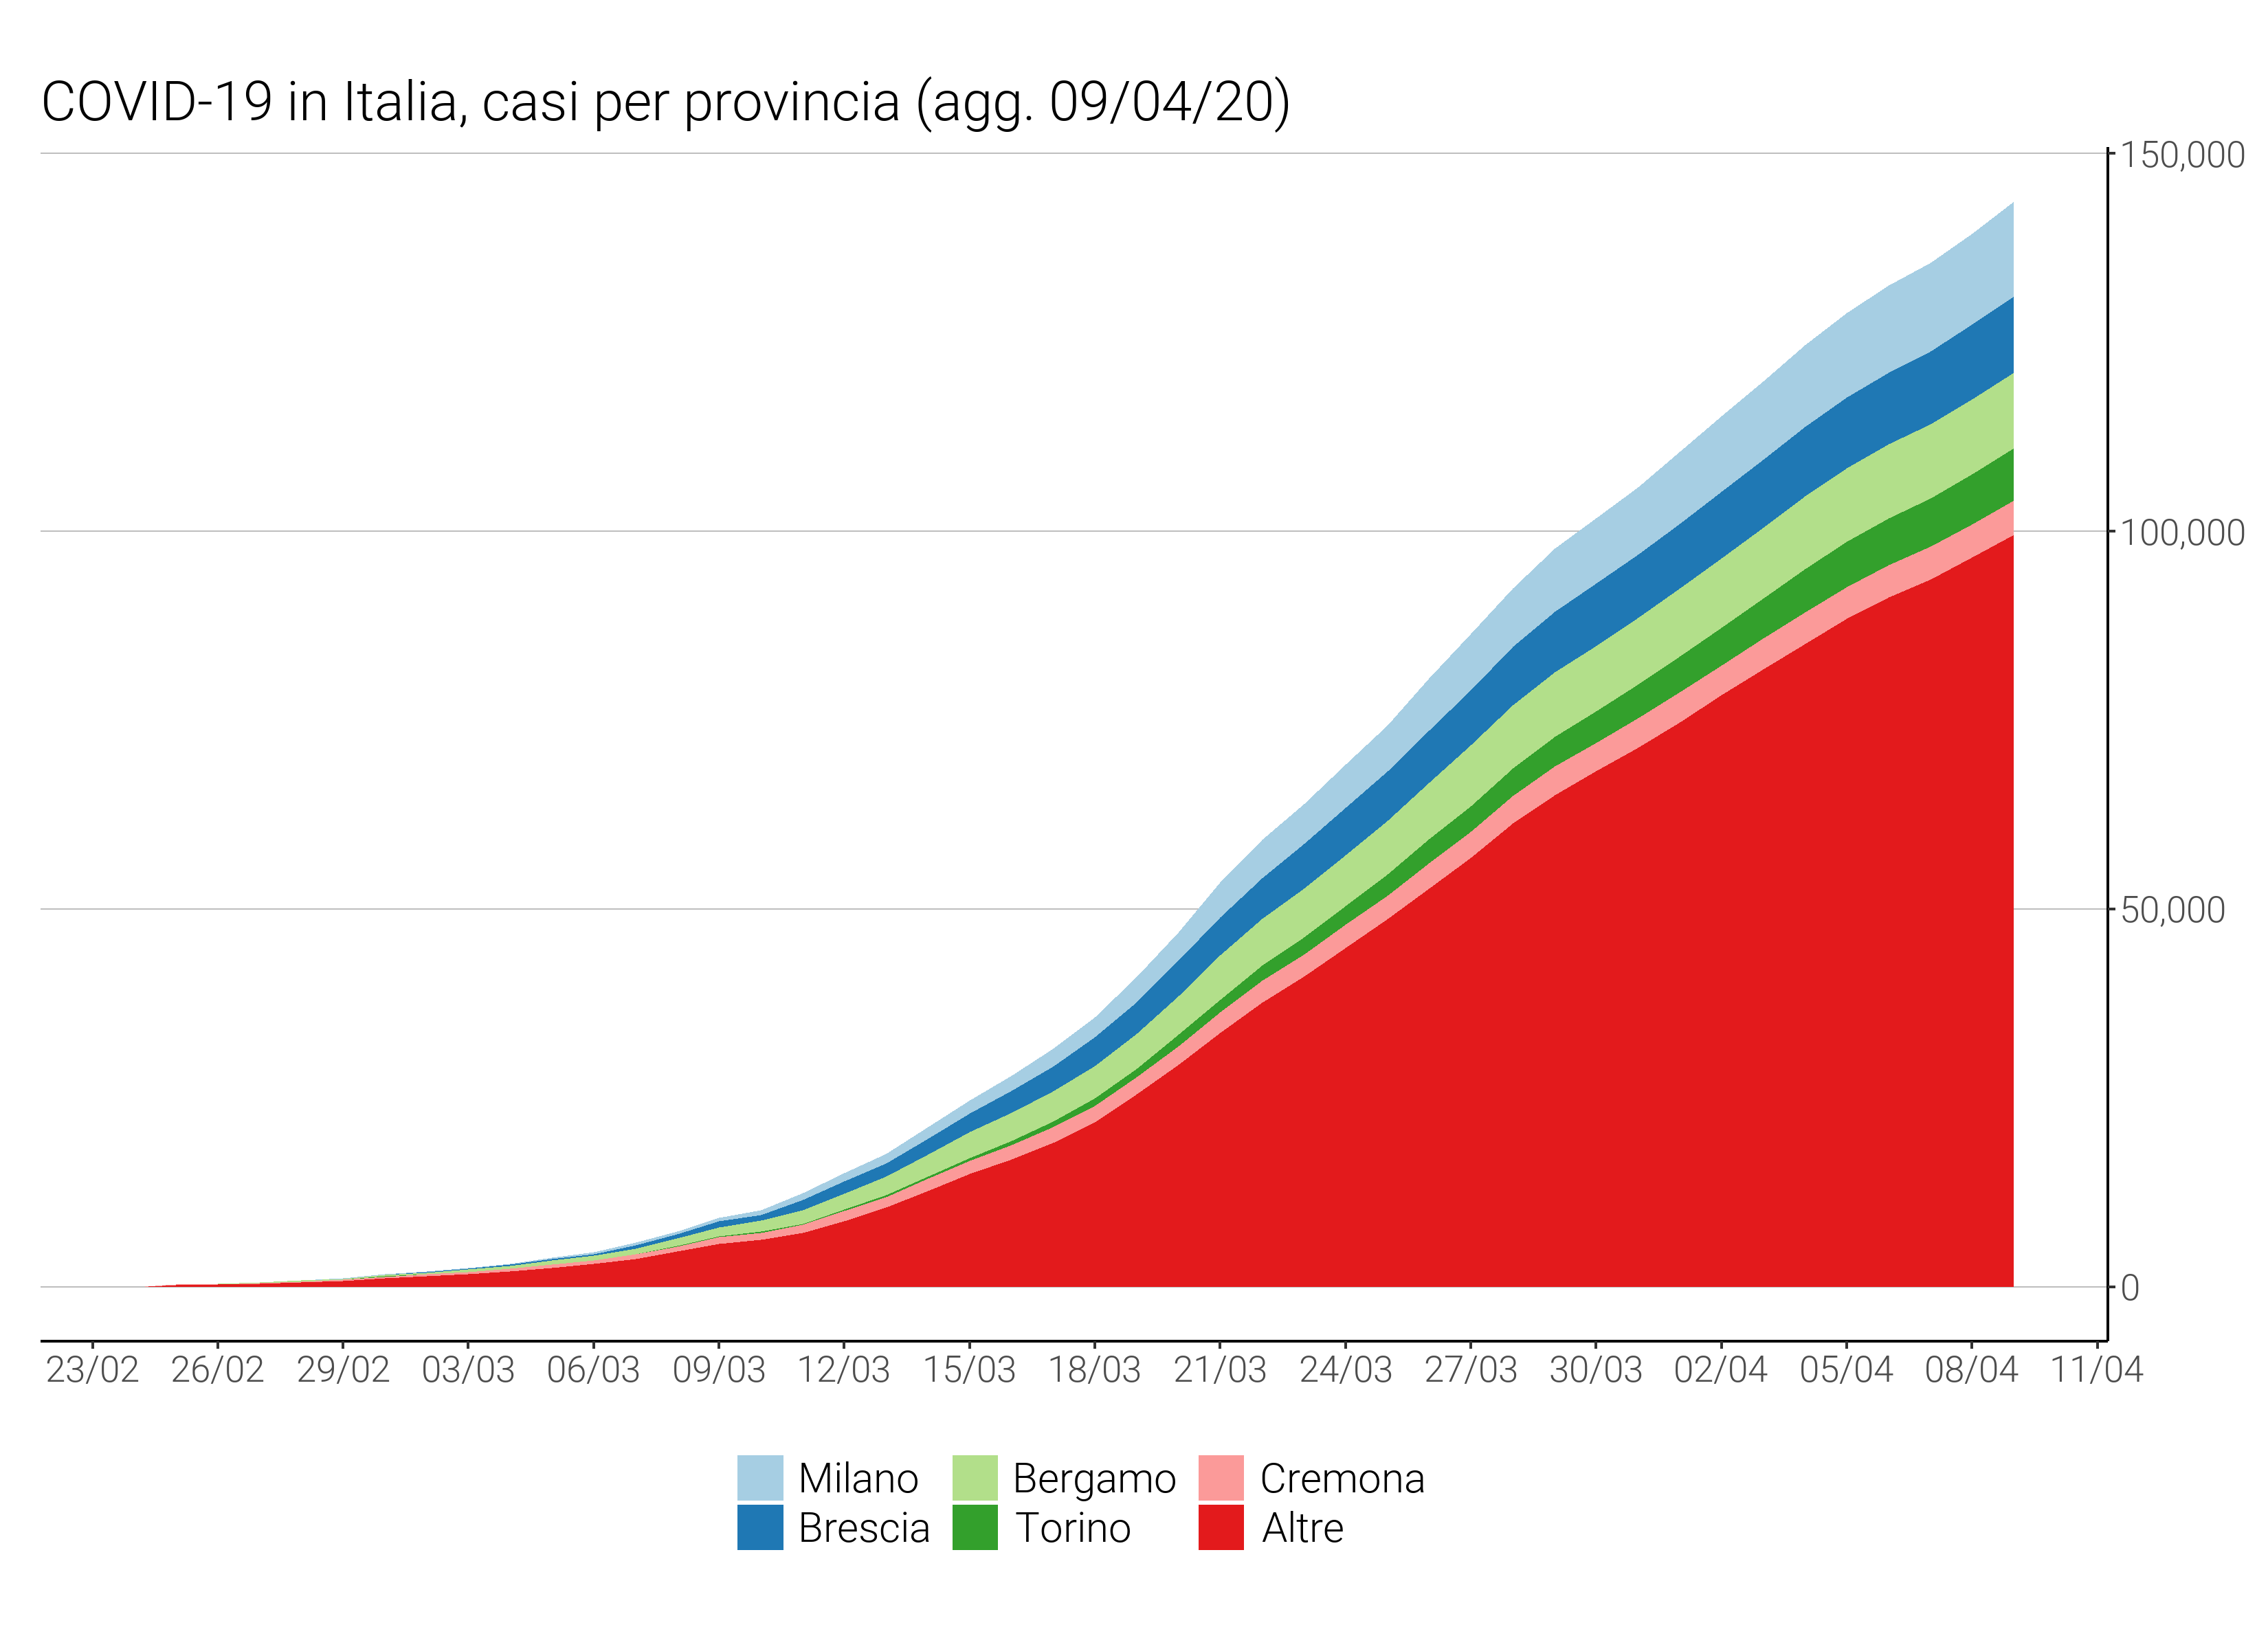 COVID-19 in Italia, casi per provincia (agg. 09/04/20)
150,000
100,000
50,000
0
23/02 26/02 29/02 03/03 06/03 09/03 12/03 15/03 18/03 21/03 24/03 27/03 30/03 02/04 05/04 08/04 11/04
Milano Bergamo Cremona
Brescia Torino Altre